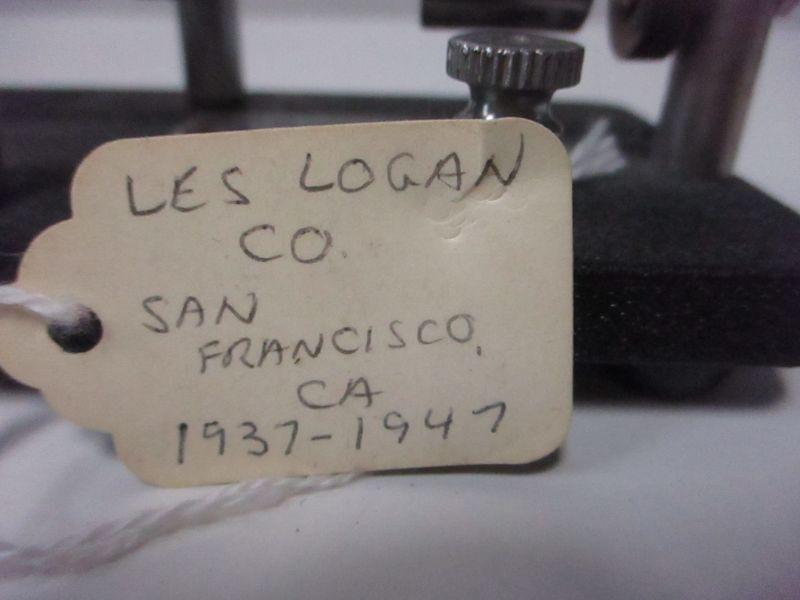 LES LOGAN
CO.
SAN
FRANCISCO,
CA
1937-1947